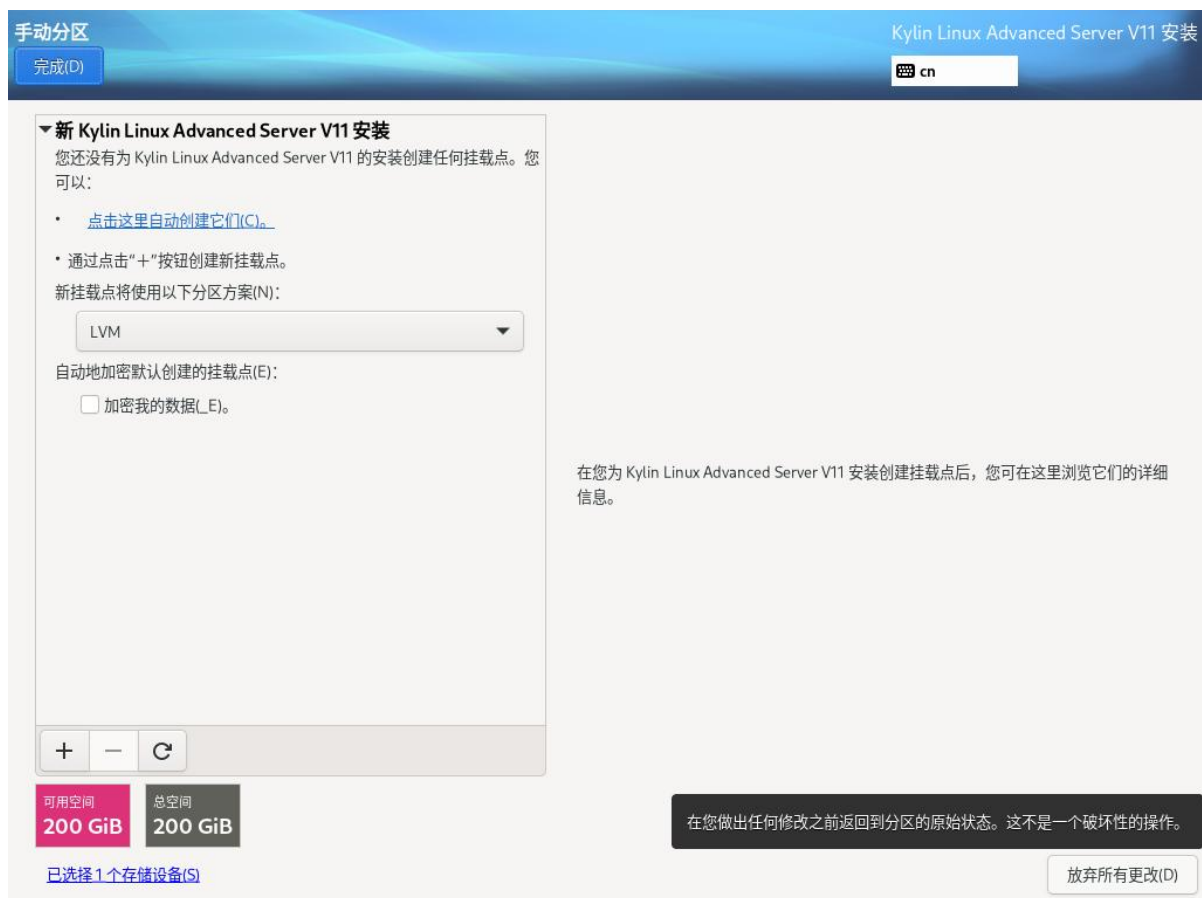 手动分区
Kylin Linux Advanced Server V11 安装
完成(D)
cn
新 Kylin Linux Advanced Server V11 安装
您还没有为 Kylin Linux Advanced Server V11 的安装创建任何挂载点。您
可以：
• 点击这里自动创建它们(C)。
• 通过点击“＋”按钮创建新挂载点。
新挂载点将使用以下分区方案(N)：
LVM
自动地加密默认创建的挂载点(E)：
加密我的数据(_E)。
在您为 Kylin Linux Advanced Server V11 安装创建挂载点后，您可在这里浏览它们的详细
信息。
可用空间
200 GiB
总空间
200 GiB
在您做出任何修改之前返回到分区的原始状态。这不是一个破坏性的操作。
已选择 1 个存储设备(S)
放弃所有更改(D)